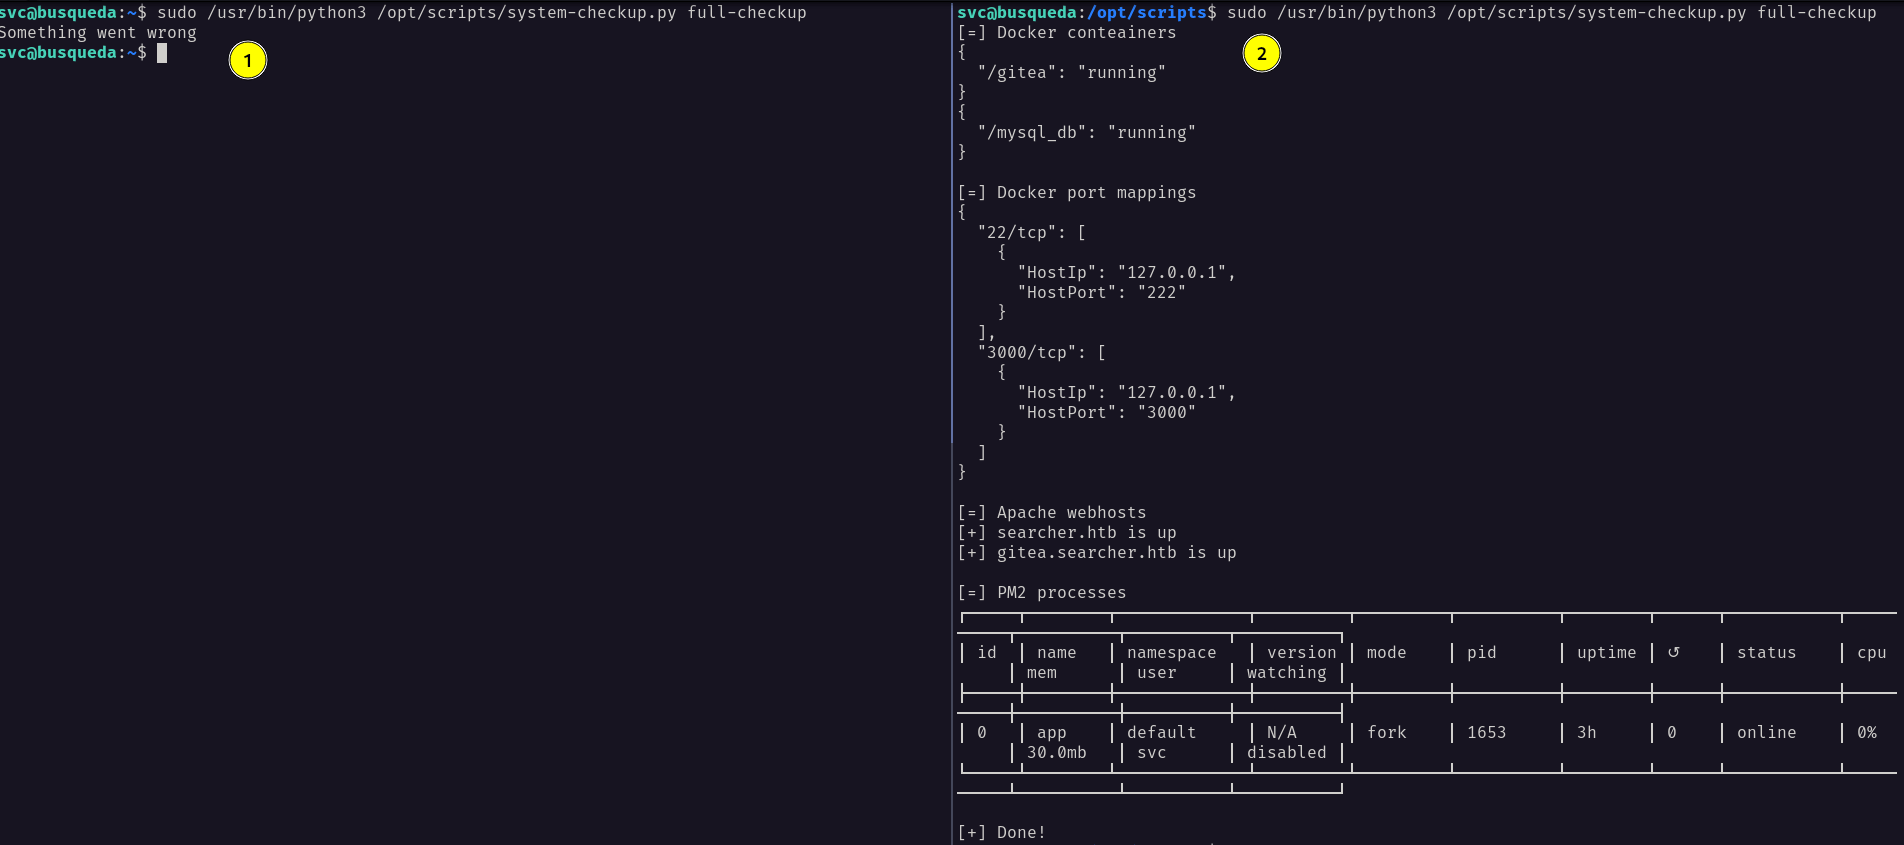 svc@busqueda:~$ sudo /usr/bin/python3 /opt/scripts/system-checkup.py full-checkup
Something went wrong
svc@busqueda:~$
1
svc@busqueda:/opt/scripts$ sudo /usr/bin/python3 /opt/scripts/system-checkup.py full-checkup
[=] Docker conteainers
2
{
  "/gitea": "running"
}
{
  "/mysql_db": "running"
}
[=] Docker port mappings
{
  "22/tcp": [
    {
      "HostIp": "127.0.0.1",
      "HostPort": "222"
    }
  ],
  "3000/tcp": [
    {
      "HostIp": "127.0.0.1",
      "HostPort": "3000"
    }
  ]
}
[=] Apache webhosts
[+] searcher.htb is up
[+] gitea.searcher.htb is up
[=] PM2 processes
│ id │ name │ namespace │ version │ mode │ pid │ uptime │ ↺ │ status │ cpu
│ mem │ user │ watching │
│ 0 │ app │ default │ N/A │ fork │ 1653 │ 3h │ 0 │ online │ 0%
│ 30.0mb │ svc │ disabled │
[+] Done!